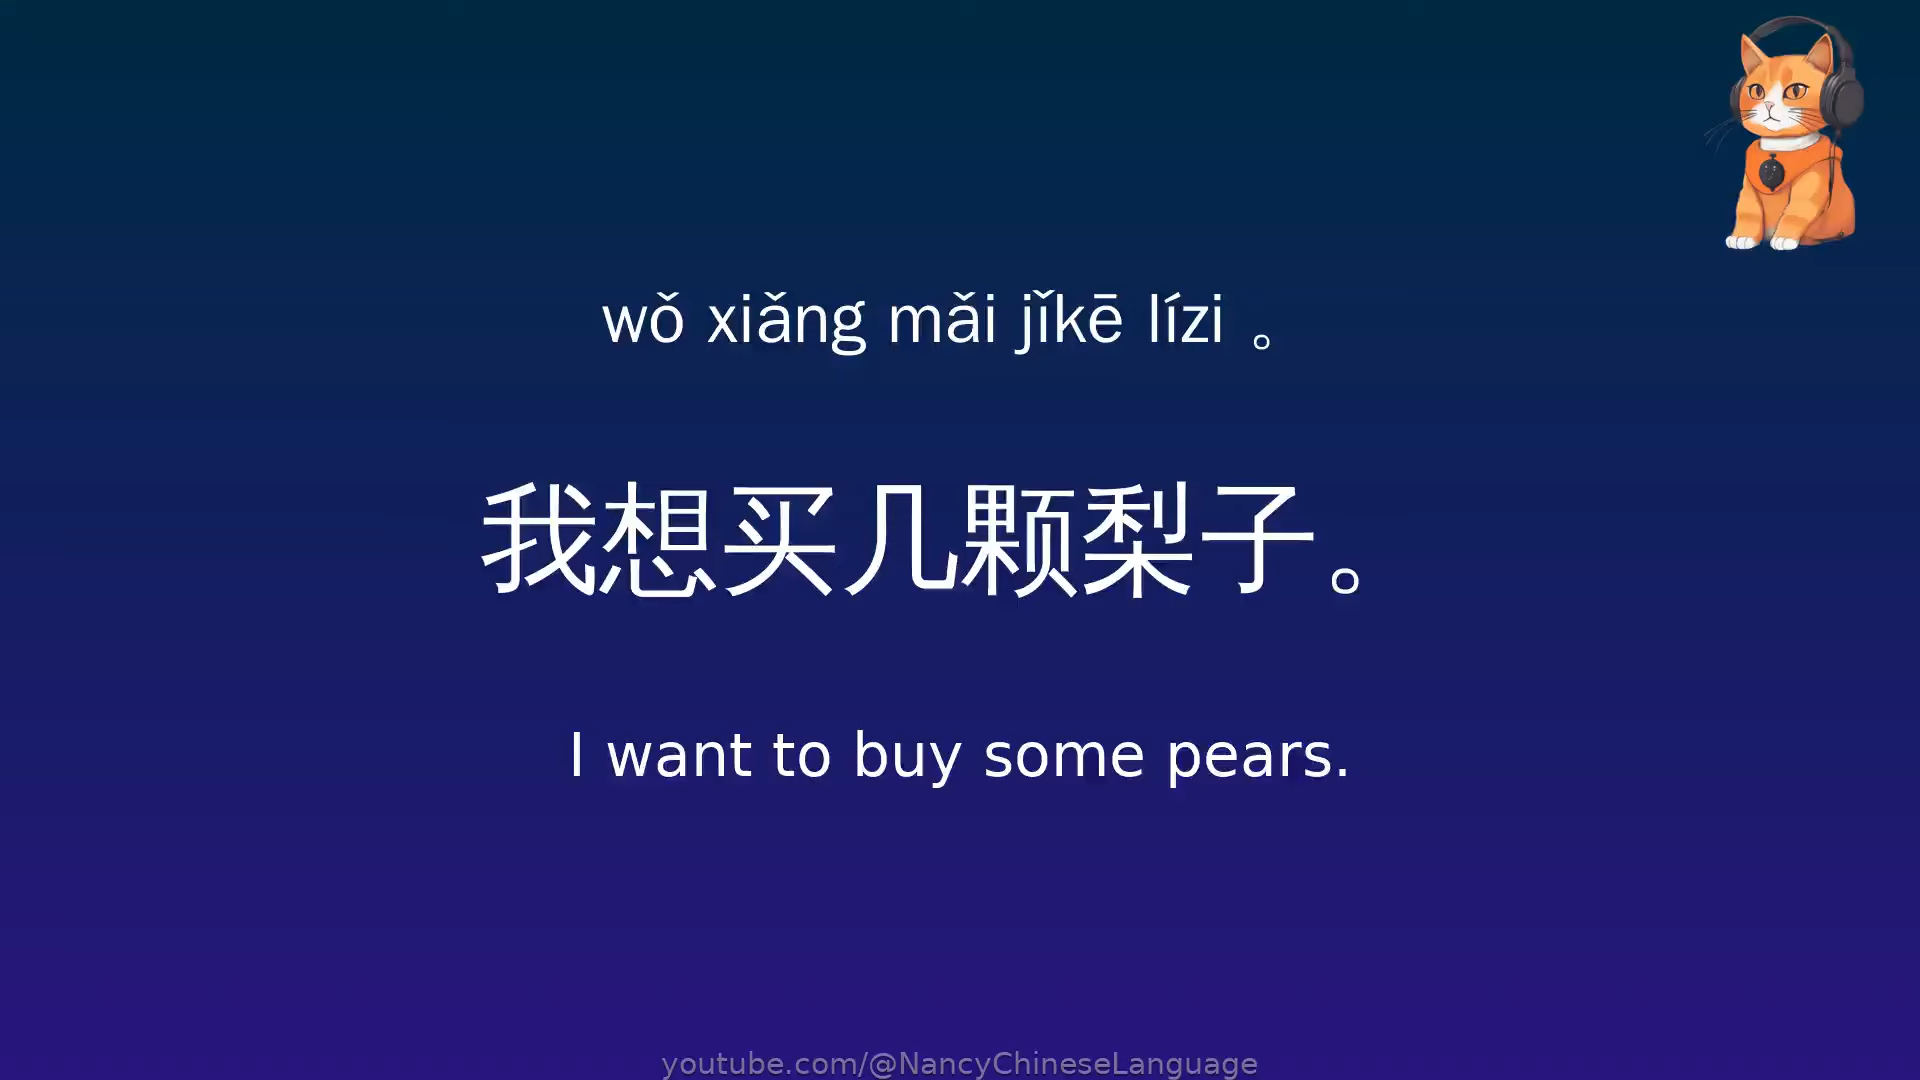 wǒ xiǎng mǎi jǐkē lízi 。
我想买几颗梨子。
I want to buy some pears.
youtube.com/@NancyChineseLanguage